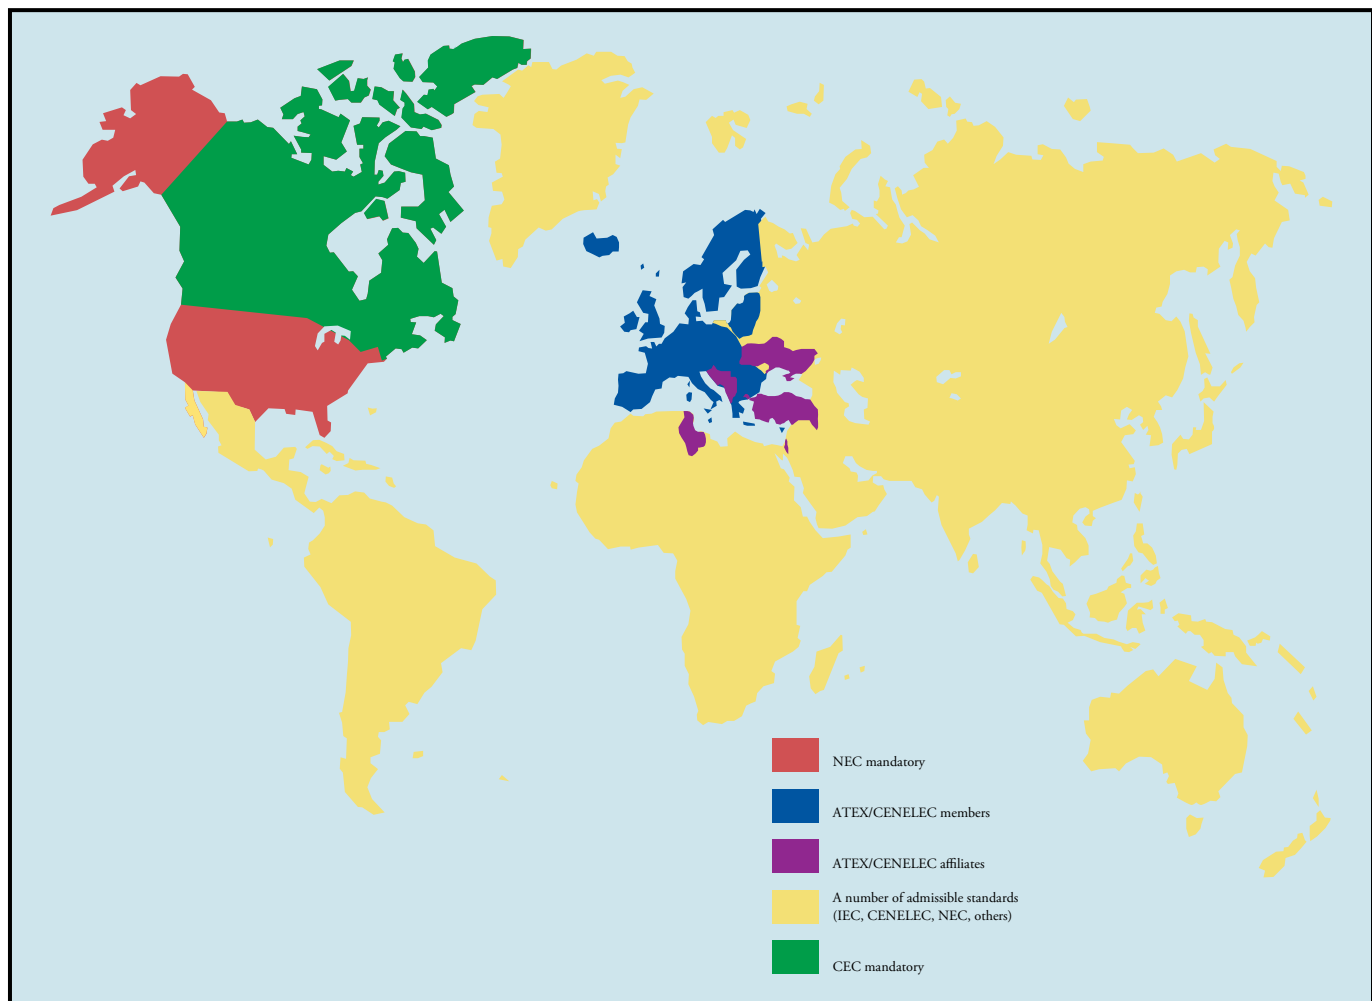 NEC mandatory
ATEX/CENELEC members
ATEX/CENELEC affiliates
A number of admissible standards
(IEC, CENELEC, NEC, others)
CEC mandatory